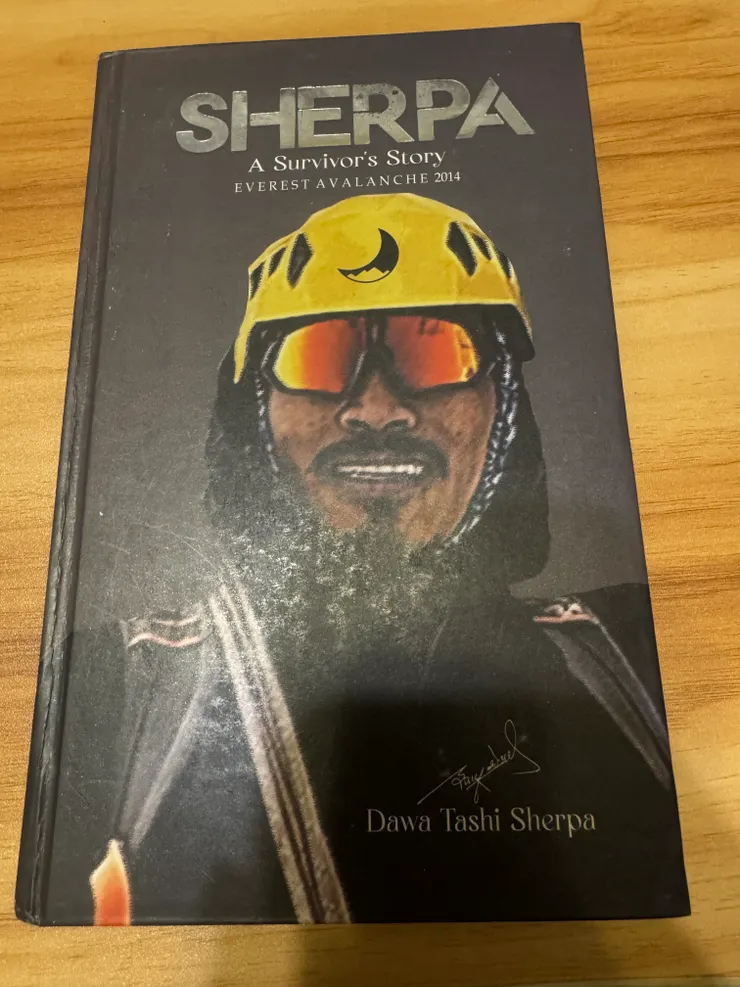 SHERPA
A Survivor's Story
EVEREST AVALANCHE 2014
Dawa Tashi Sherpa